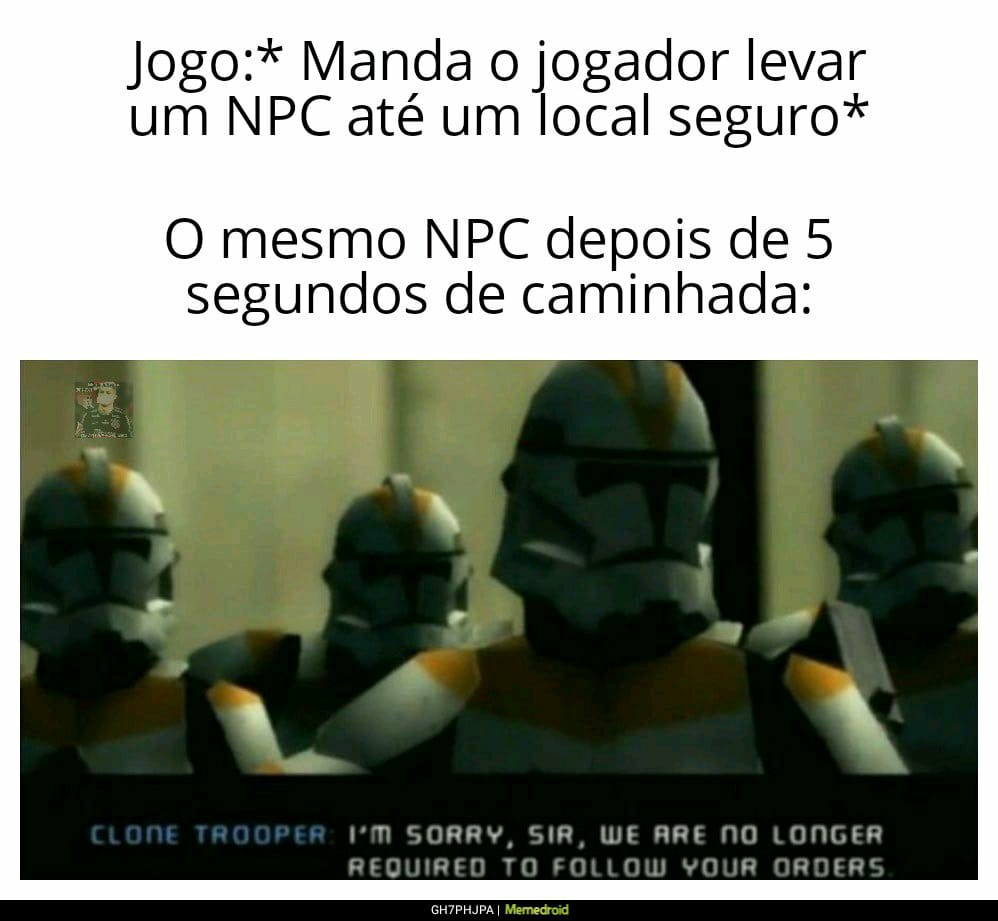 Jogo:* Manda o jogador levar
um NPC até um local seguro*
O mesmo NPC depois de 5
segundos de caminhada:
CLONE TROOPER: I'M SORRY, SIR, WE ARE NO LONGER
REQUIRED TO FOLLOW YOUR ORDERS.
GH7PHJPA | Memedroid